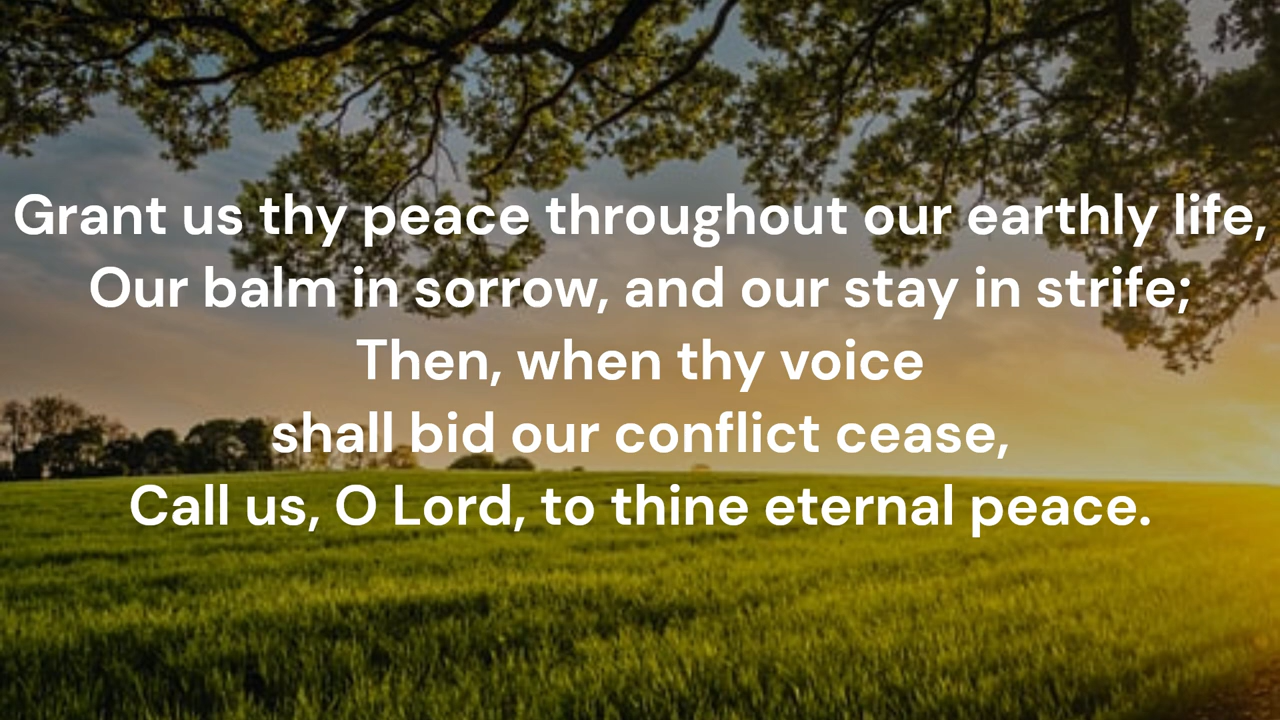 Grant us thy peace throughout our earthly life,
Our balm in sorrow, and our stay in strife;
Then, when thy voice
shall bid our conflict cease,
Call us, O Lord, to thine eternal peace.